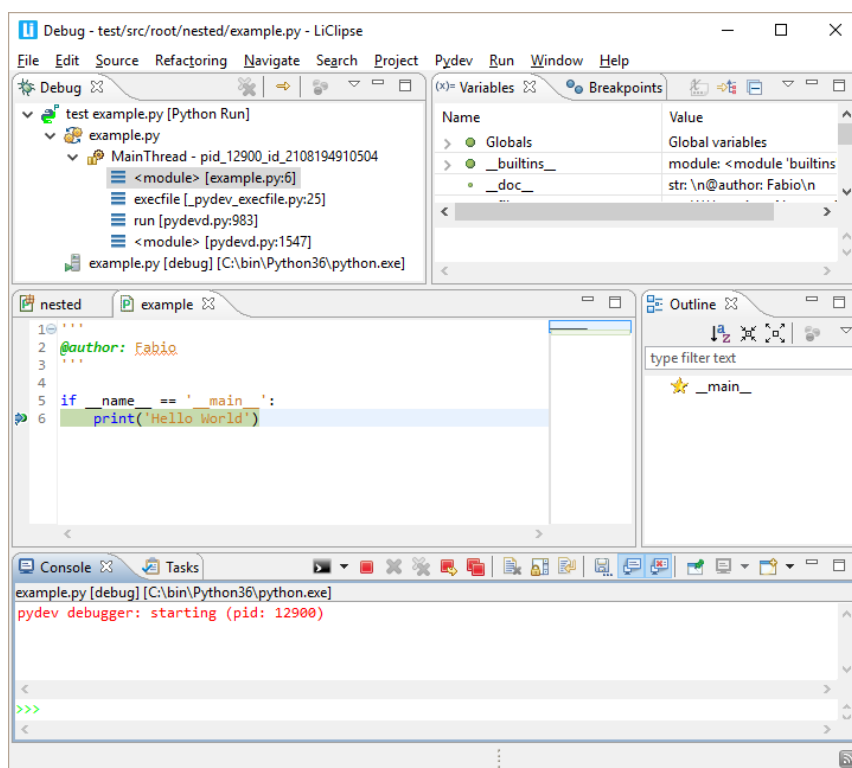 Debug - test/src/root/nested/example.py - LiClipse
File Edit Source Refactoring Navigate Search Project Pydev Run Window Help
Debug
test example.py [Python Run]
example.py
MainThread - pid_12900_id_2108194910504
<module> [example.py:6]
execfile [_pydev_execfile.py:25]
run [pydevd.py:983]
<module> [pydevd.py:1547]
example.py [debug] [C:\bin\Python36\python.exe]
(x)= Variables Breakpoints
Name Value
Globals Global variables
__builtins__ module: <module 'builtins
__doc__ str: \n@author: Fabio\n
nested example
1 '''
2 @author: Fabio
3 '''
4
5 if __name__ == '__main__':
6 print('Hello World')
Outline
type filter text
__main__
Console Tasks
example.py [debug] [C:\bin\Python36\python.exe]
pydev debugger: starting (pid: 12900)
>>>